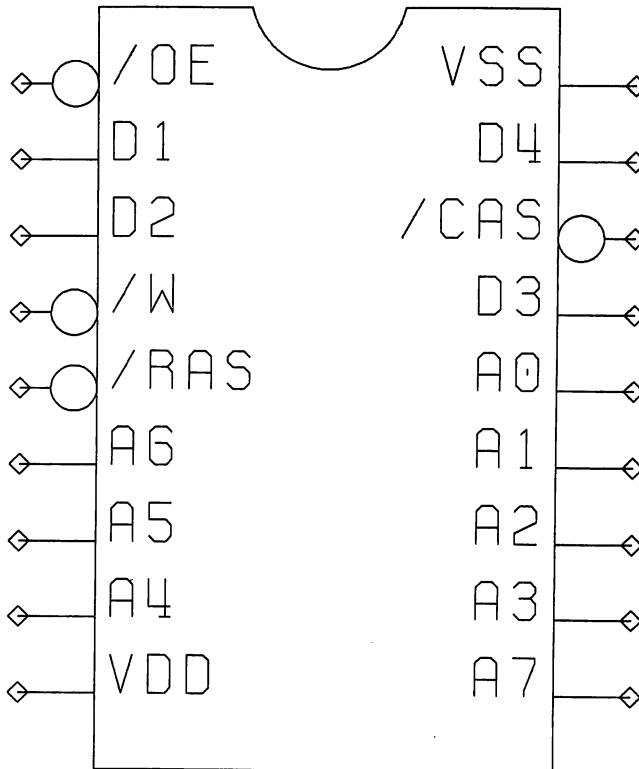 /OE VSS
D1 D4
D2 /CAS
/W D3
/RAS A0
A6 A1
A5 A2
A4 A3
VDD A7